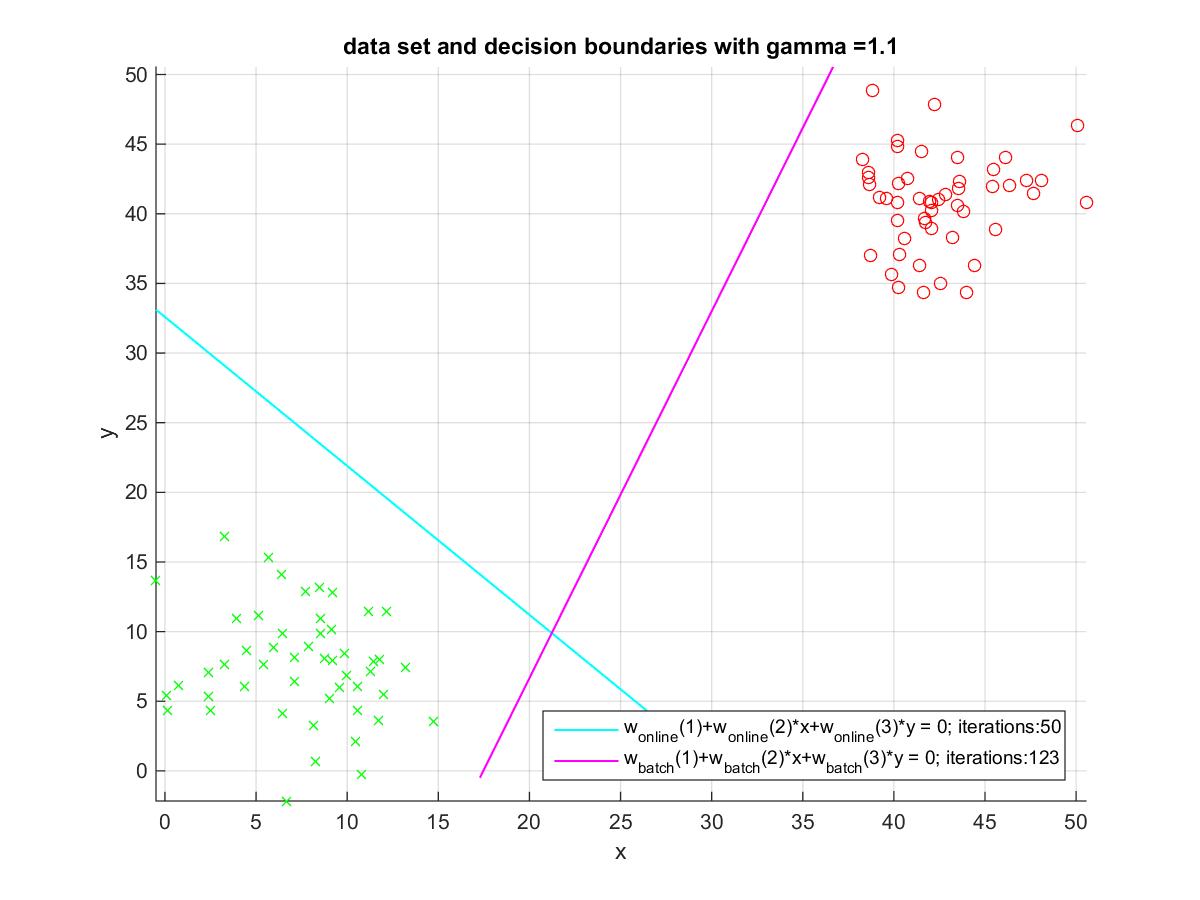 data set and decision boundaries with gamma =1.1
50
45
40
35
30
25
20
15
10
5
0
y
w_online(1)+w_online(2)*x+w_online(3)*y = 0; iterations:50
w_batch(1)+w_batch(2)*x+w_batch(3)*y = 0; iterations:123
0 5 10 15 20 25 30 35 40 45 50
x